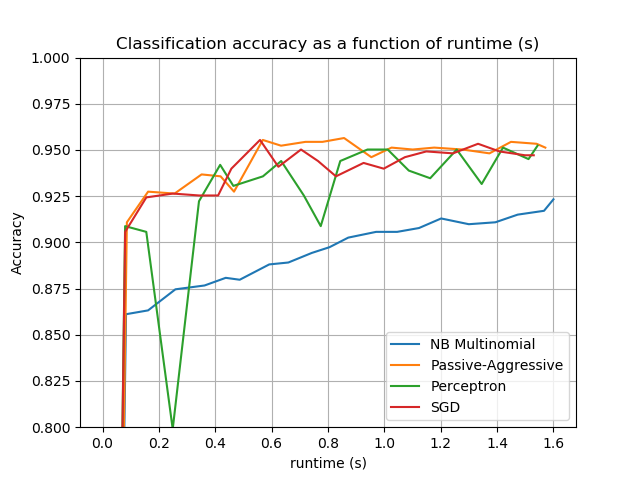 Classification accuracy as a function of runtime (s)
1.000
0.975
0.950
0.925
0.900
0.875
0.850
0.825
0.800
Accuracy
0.0 0.2 0.4 0.6 0.8 1.0 1.2 1.4 1.6
runtime (s)
NB Multinomial
Passive-Aggressive
Perceptron
SGD